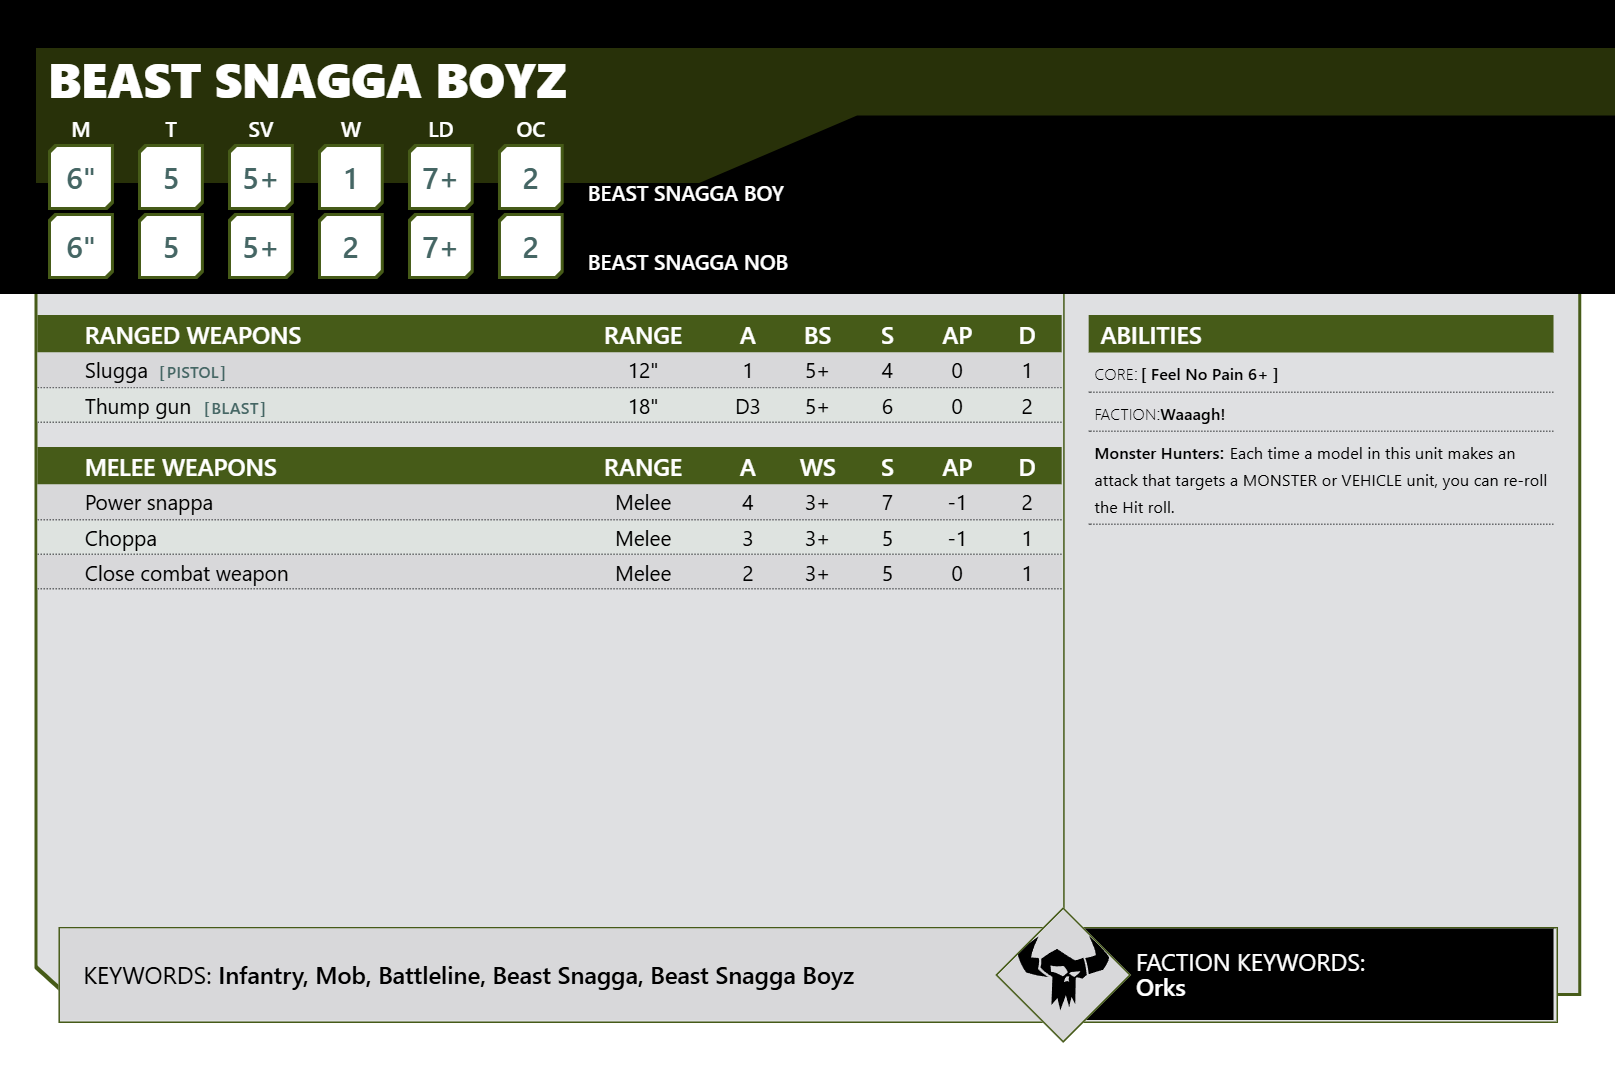 BEAST SNAGGA BOYZ
M T SV W LD OC
6" 5 5+ 1 7+ 2 BEAST SNAGGA BOY
6" 5 5+ 2 7+ 2 BEAST SNAGGA NOB
RANGED WEAPONS RANGE A BS S AP D
Slugga [PISTOL] 12" 1 5+ 4 0 1
Thump gun [BLAST] 18" D3 5+ 6 0 2
MELEE WEAPONS RANGE A WS S AP D
Power snappa Melee 4 3+ 7 -1 2
Choppa Melee 3 3+ 5 -1 1
Close combat weapon Melee 2 3+ 5 0 1
ABILITIES
CORE: [ Feel No Pain 6+ ]
FACTION:Waaagh!
Monster Hunters: Each time a model in this unit makes an
attack that targets a MONSTER or VEHICLE unit, you can re-roll
the Hit roll.
KEYWORDS: Infantry, Mob, Battleline, Beast Snagga, Beast Snagga Boyz
FACTION KEYWORDS:
Orks